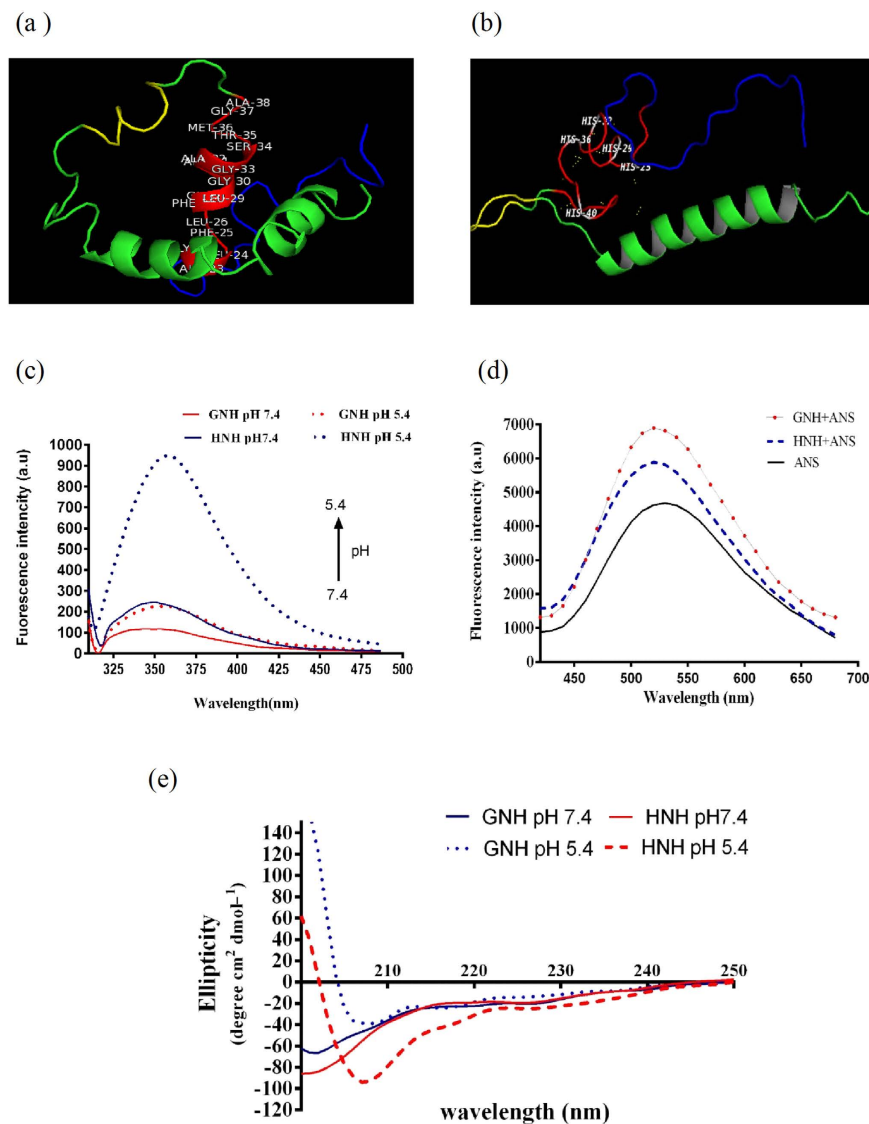 (a)
(b)
ALA-38
GLY-37
MET-36
THR-35
SER-34
GLY-33
GLY-30
LEU-29
PHE
LEU-26
PHE-25
HIS-36
HIS-25
HIS-40
(c)
(d)
GNH pH 7.4 GNH pH 5.4
HNH pH7.4 HNH pH 5.4
1000
900
800
700
600
500
400
300
200
100
0
Fluorescence intencity (a.u)
5.4
pH
7.4
325 350 375 400 425 450 475 500
Wavelength(nm)
GNH+ANS
HNH+ANS
ANS
7000
6000
5000
4000
3000
2000
1000
0
Fluorescence intencity (a.u)
450 500 550 600 650 700
Wavelength (nm)
(e)
GNH pH 7.4 HNH pH7.4
GNH pH 5.4 HNH pH 5.4
140
120
100
80
60
40
20
0
-20
-40
-60
-80
-100
-120
Ellipticity
(degree cm² dmol⁻¹)
210 220 230 240 250
wavelength (nm)